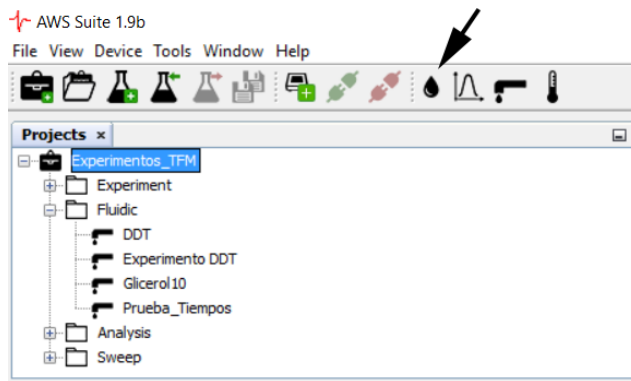 AWS Suite 1.9b
File View Device Tools Window Help
Projects ×
Experimentos_TFM
Experiment
Fluidic
DDT
Experimento DDT
Glicerol10
Prueba_Tiempos
Analysis
Sweep